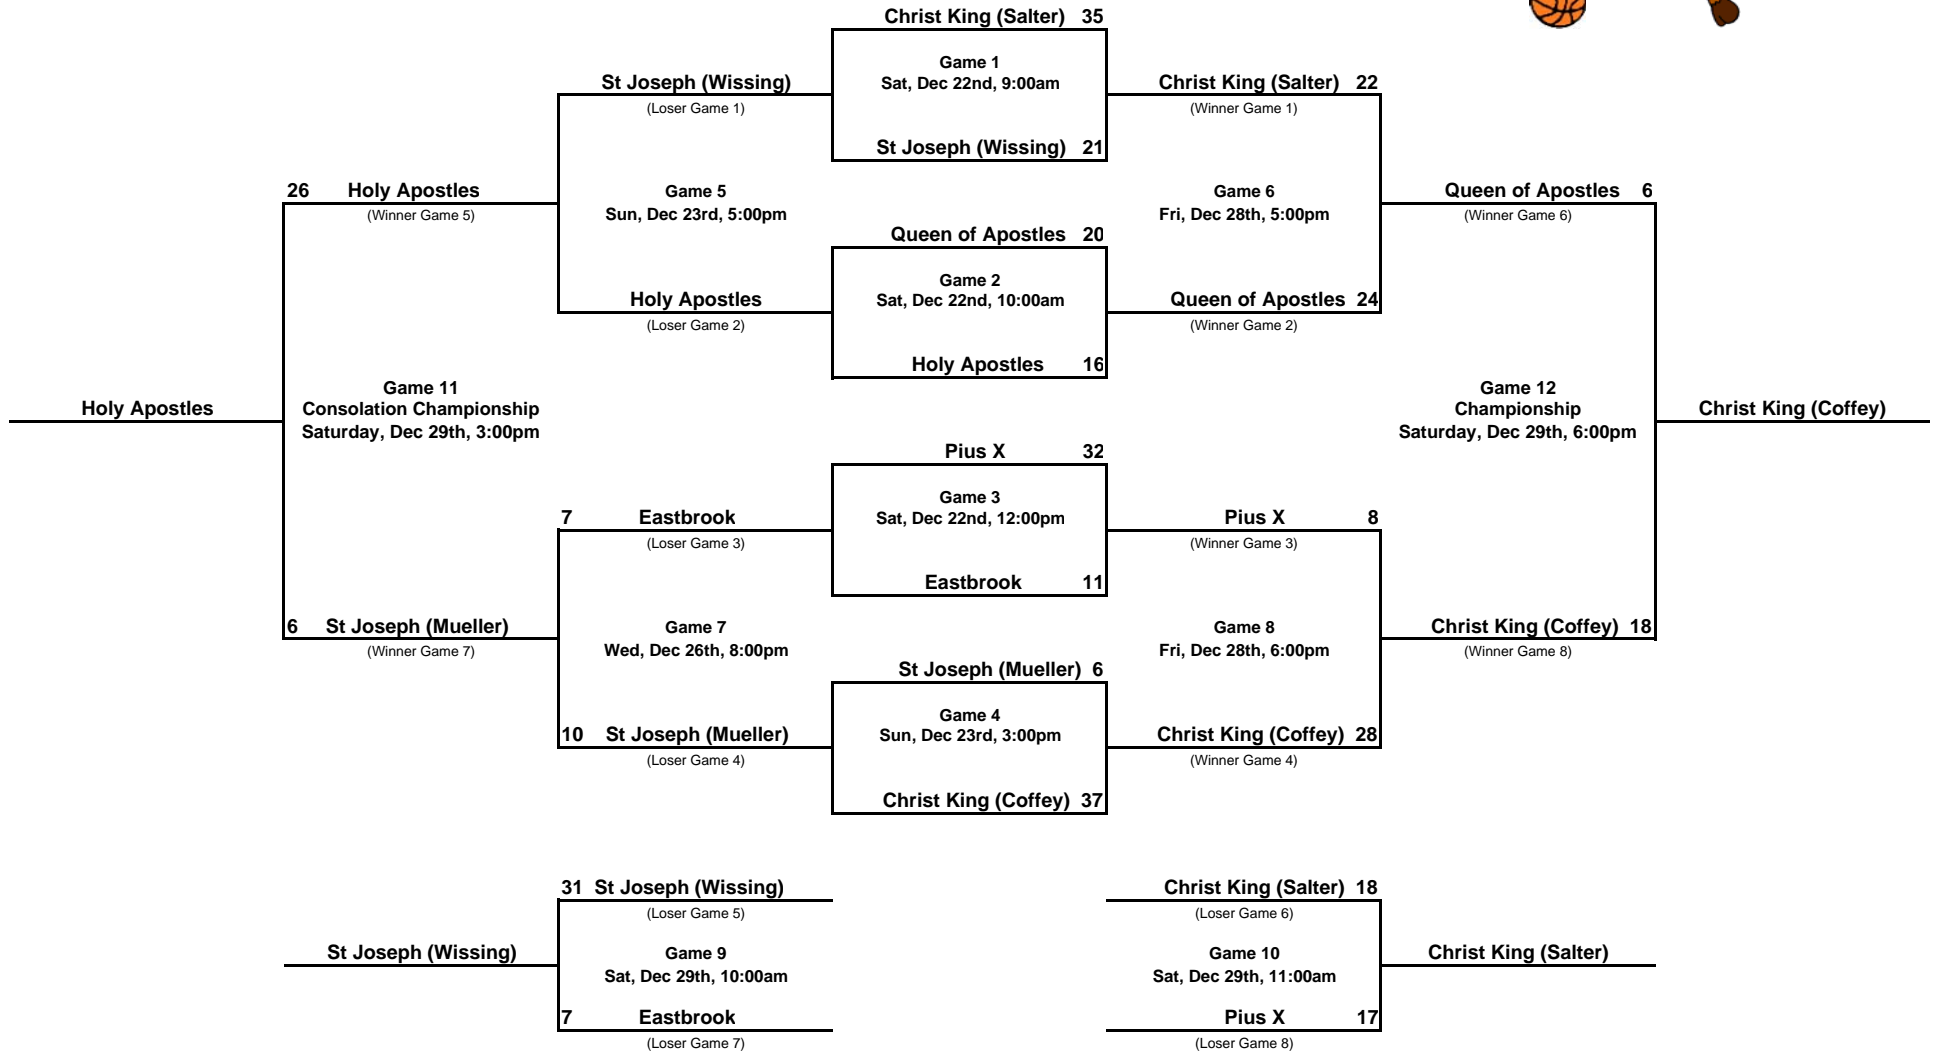 Christ King (Salter) 35
Game 1
Sat, Dec 22nd, 9:00am
St Joseph (Wissing)
(Loser Game 1)
Christ King (Salter) 22
(Winner Game 1)
St Joseph (Wissing) 21
26 Holy Apostles
(Winner Game 5)
Game 5
Sun, Dec 23rd, 5:00pm
Game 6
Fri, Dec 28th, 5:00pm
Queen of Apostles 6
(Winner Game 6)
Queen of Apostles 20
Game 2
Sat, Dec 22nd, 10:00am
Holy Apostles
(Loser Game 2)
Queen of Apostles 24
(Winner Game 2)
Holy Apostles 16
Holy Apostles
Game 11
Consolation Championship
Saturday, Dec 29th, 3:00pm
Game 12
Championship
Saturday, Dec 29th, 6:00pm
Christ King (Coffey)
Pius X 32
Game 3
Sat, Dec 22nd, 12:00pm
7 Eastbrook
(Loser Game 3)
Pius X 8
(Winner Game 3)
Eastbrook 11
6 St Joseph (Mueller)
(Winner Game 7)
Game 7
Wed, Dec 26th, 8:00pm
Game 8
Fri, Dec 28th, 6:00pm
Christ King (Coffey) 18
(Winner Game 8)
St Joseph (Mueller) 6
Game 4
Sun, Dec 23rd, 3:00pm
10 St Joseph (Mueller)
(Loser Game 4)
Christ King (Coffey) 28
(Winner Game 4)
Christ King (Coffey) 37
31 St Joseph (Wissing)
(Loser Game 5)
St Joseph (Wissing)
Game 9
Sat, Dec 29th, 10:00am
7 Eastbrook
(Loser Game 7)
Christ King (Salter) 18
(Loser Game 6)
Game 10
Sat, Dec 29th, 11:00am
Christ King (Salter)
Pius X 17
(Loser Game 8)